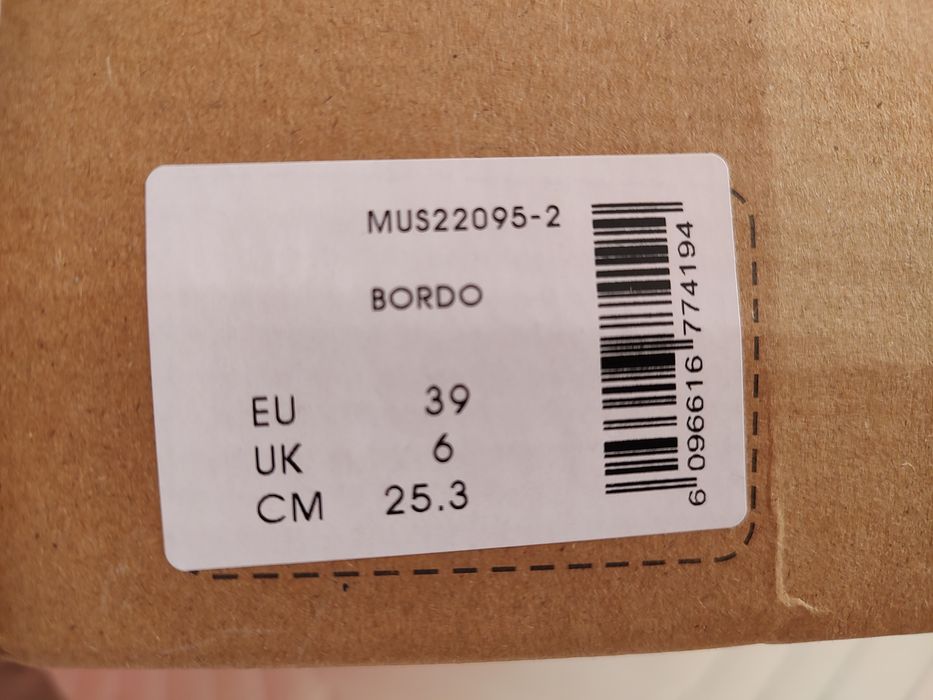 MUS22095-2
BORDO
EU 39
UK 6
CM 25.3
6 096616 774194